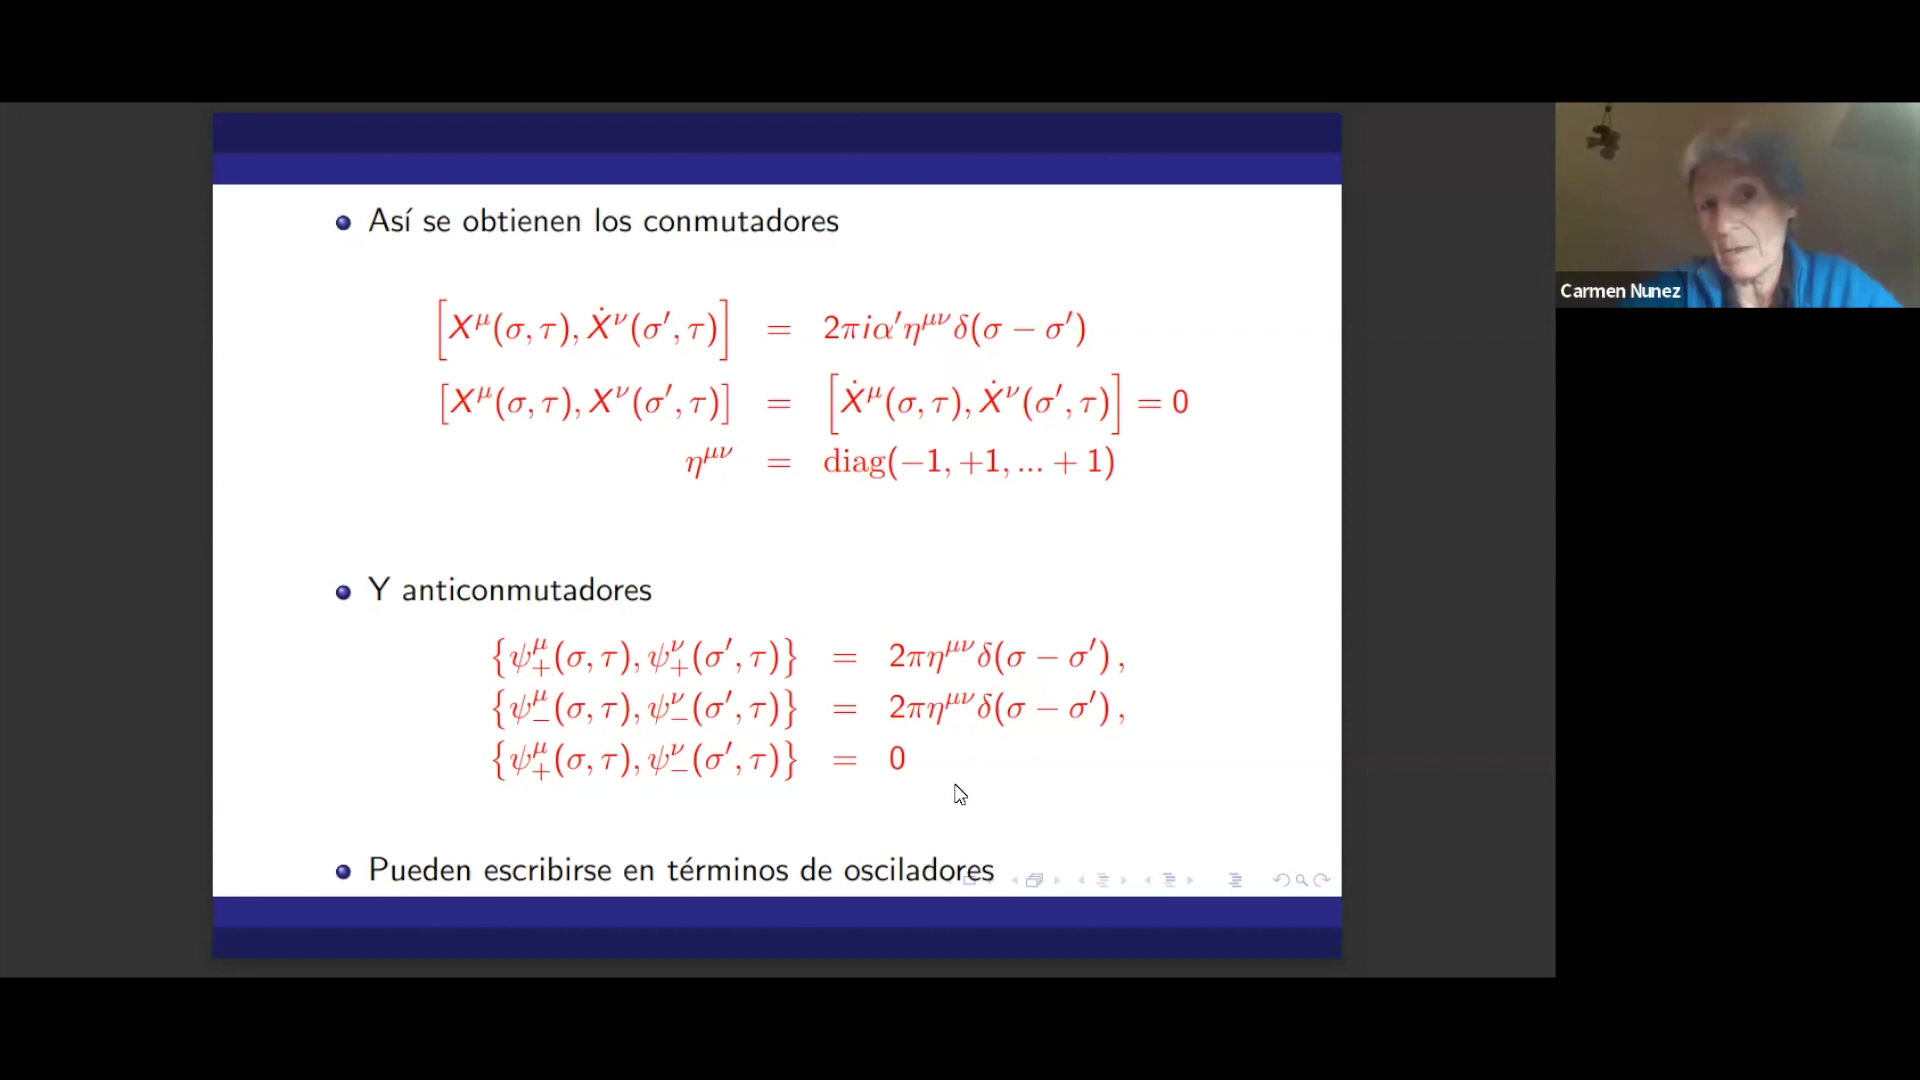 Así se obtienen los conmutadores
[X^μ(σ, τ), Ẋ^ν(σ′, τ)] = 2πiα′η^{μν}δ(σ − σ′)
[X^μ(σ, τ), X^ν(σ′, τ)] = [Ẋ^μ(σ, τ), Ẋ^ν(σ′, τ)] = 0
η^{μν} = diag(−1, +1, ... + 1)
Y anticonmutadores
{ψ^μ_+(σ, τ), ψ^ν_+(σ′, τ)} = 2πη^{μν}δ(σ − σ′) ,
{ψ^μ_−(σ, τ), ψ^ν_−(σ′, τ)} = 2πη^{μν}δ(σ − σ′) ,
{ψ^μ_+(σ, τ), ψ^ν_−(σ′, τ)} = 0
Pueden escribirse en términos de osciladores
Carmen Nunez